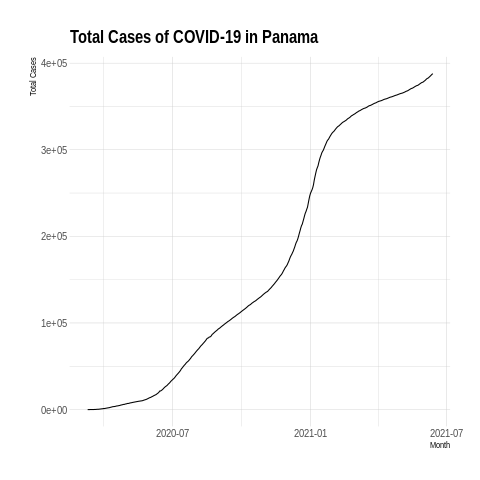 Total Cases of COVID-19 in Panama
Total Cases
4e+05
3e+05
2e+05
1e+05
0e+00
2020-07
2021-01
2021-07
Month